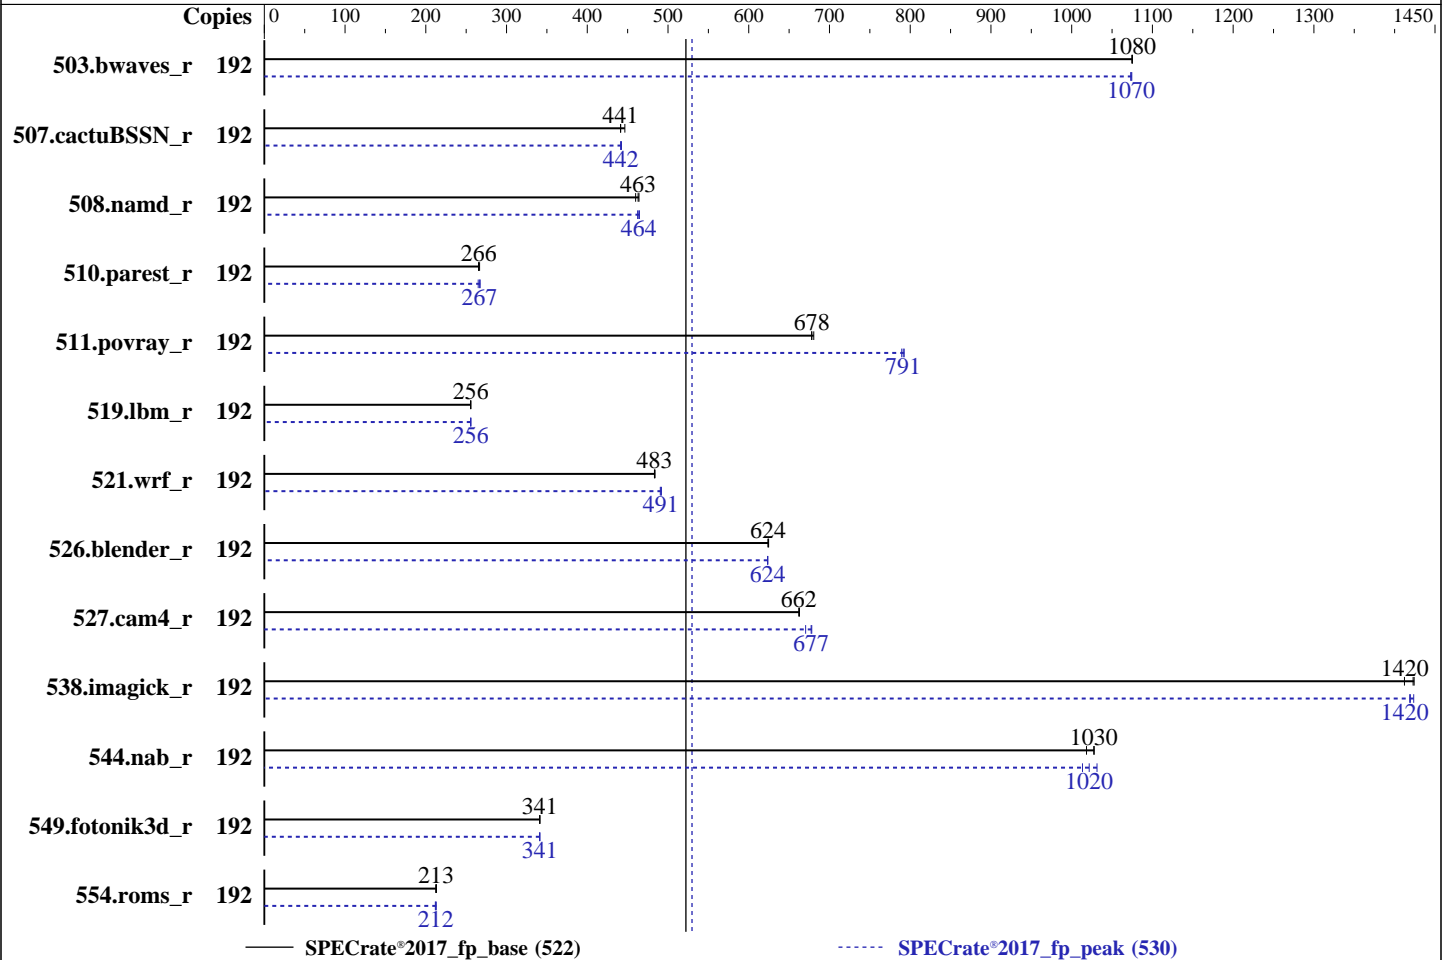 Copies 0 100 200 300 400 500 600 700 800 900 1000 1100 1200 1300 1450
1080
503.bwaves_r 192
1070
441
507.cactuBSSN_r 192
442
463
508.namd_r 192
464
266
510.parest_r 192
267
678
511.povray_r 192
791
256
519.lbm_r 192
256
483
521.wrf_r 192
491
624
526.blender_r 192
624
662
527.cam4_r 192
677
1420
538.imagick_r 192
1420
1030
544.nab_r 192
1020
341
549.fotonik3d_r 192
341
213
554.roms_r 192
212
SPECrate®2017_fp_base (522) SPECrate®2017_fp_peak (530)